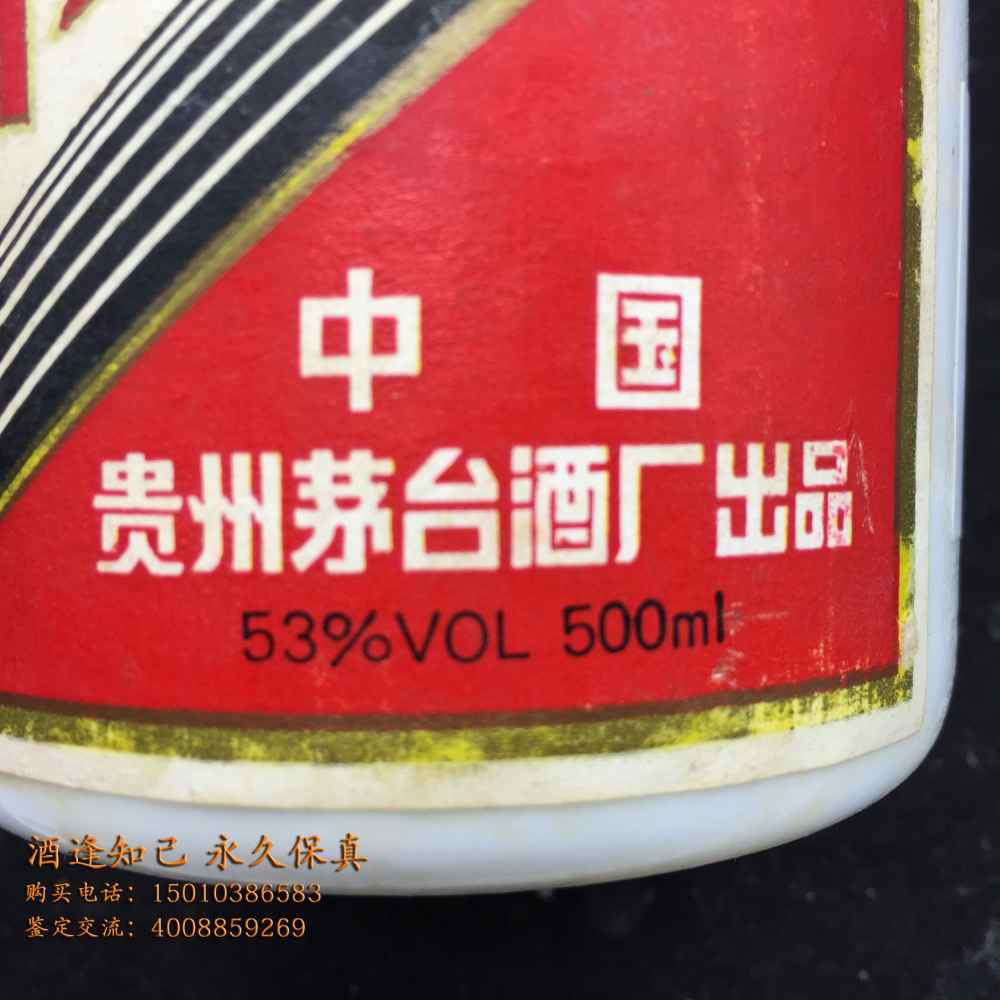 中国
贵州茅台酒厂出品
53%VOL 500ml
酒逢知己 永久保真
购买电话：15010386583
鉴定交流：4008859269